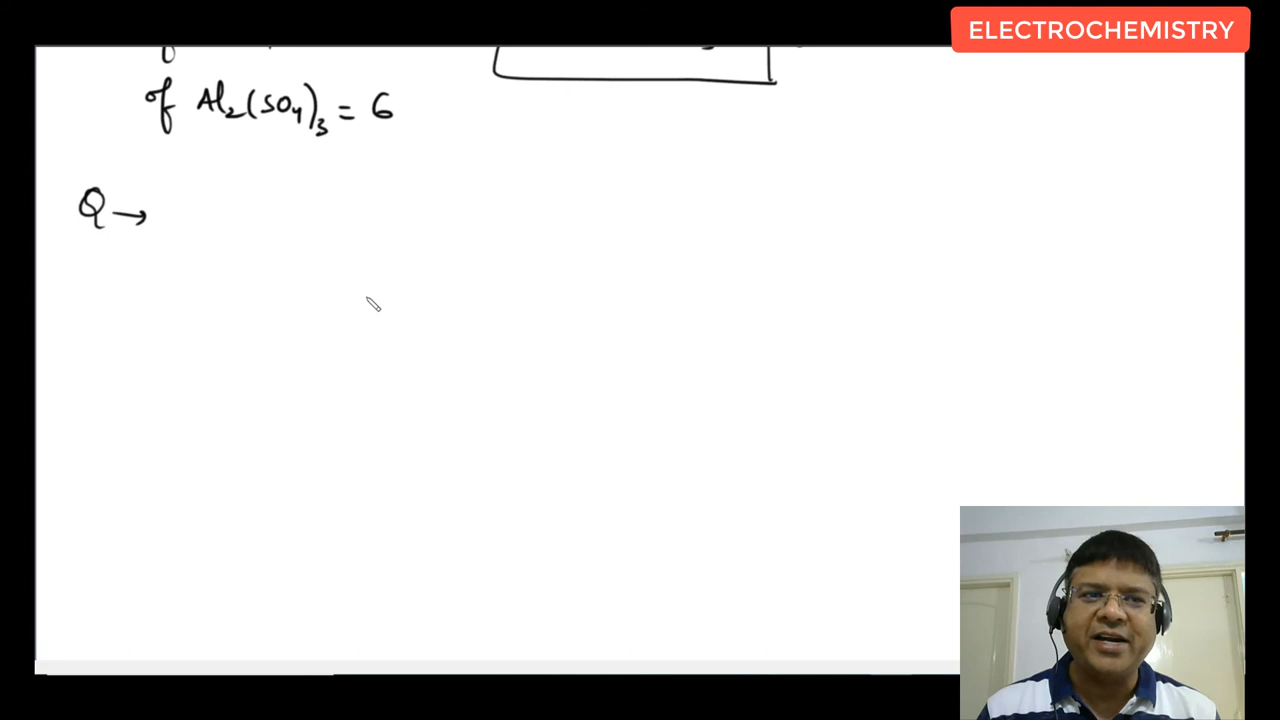 ELECTROCHEMISTRY
of Al₂(SO₄)₃ = 6
Q →